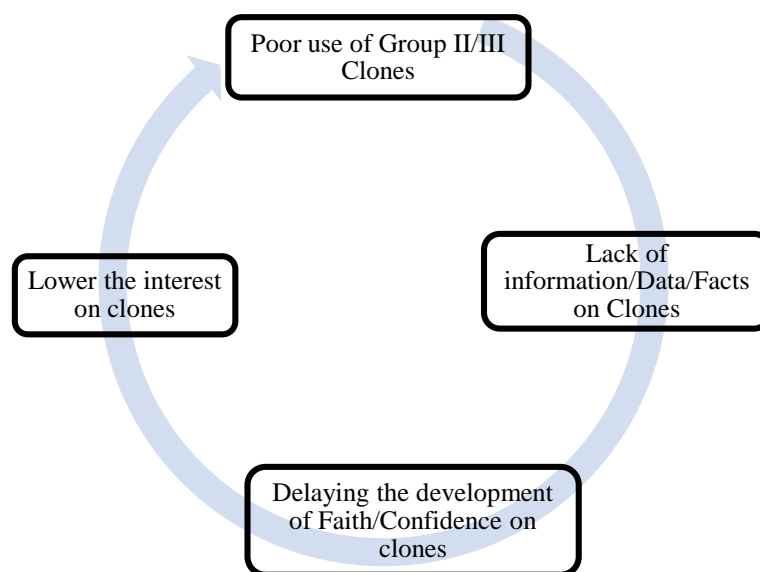 Poor use of Group II/III
Clones
Lack of
information/Data/Facts
on Clones
Delaying the development
of Faith/Confidence on
clones
Lower the interest
on clones